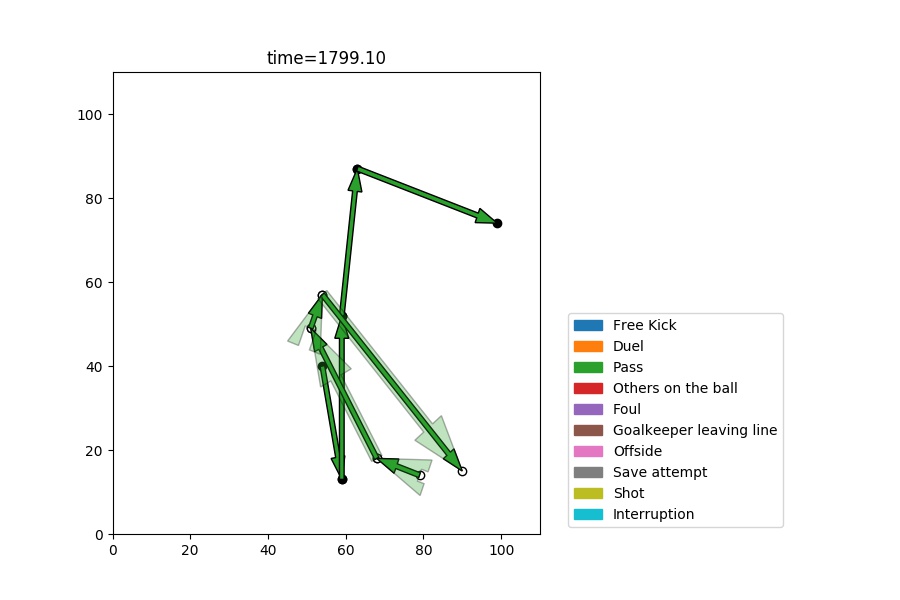 time=1799.10
100
80
60
40
20
0
0 20 40 60 80 100
Free Kick
Duel
Pass
Others on the ball
Foul
Goalkeeper leaving line
Offside
Save attempt
Shot
Interruption